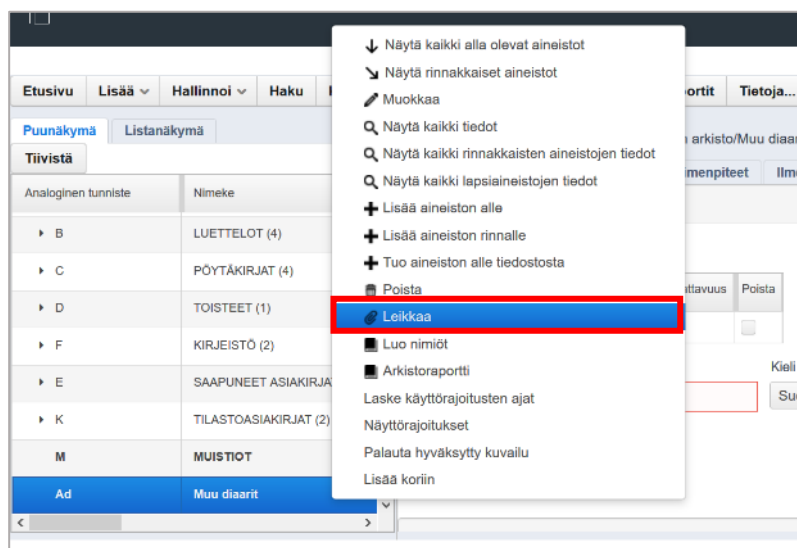 Näytä kaikki alla olevat aineistot
Näytä rinnakkaiset aineistot
Muokkaa
Näytä kaikki tiedot
Näytä kaikki rinnakkaisten aineistojen tiedot
Näytä kaikki lapsiaineistojen tiedot
Lisää aineiston alle
Lisää aineiston rinnalle
Tuo aineiston alle tiedostosta
Poista
Leikkaa
Luo nimiöt
Arkistoraportti
Laske käyttörajoitusten ajat
Näyttörajoitukset
Palauta hyväksytty kuvailu
Lisää koriin
Etusivu Lisää Hallinnoi Haku
ortit Tietoja...
Puunäkymä Listanäkymä
Tiivistä
n arkisto/Muu diaar
imenpiteet Ilm
Analoginen tunniste Nimeke
B LUETTELOT (4)
C PÖYTÄKIRJAT (4)
D TOISTEET (1)
F KIRJEISTÖ (2)
E SAAPUNEET ASIAKIRJA
K TILASTOASIAKIRJAT (2)
M MUISTIOT
Ad Muu diaarit
ttavuus Poista
Kieli
Su